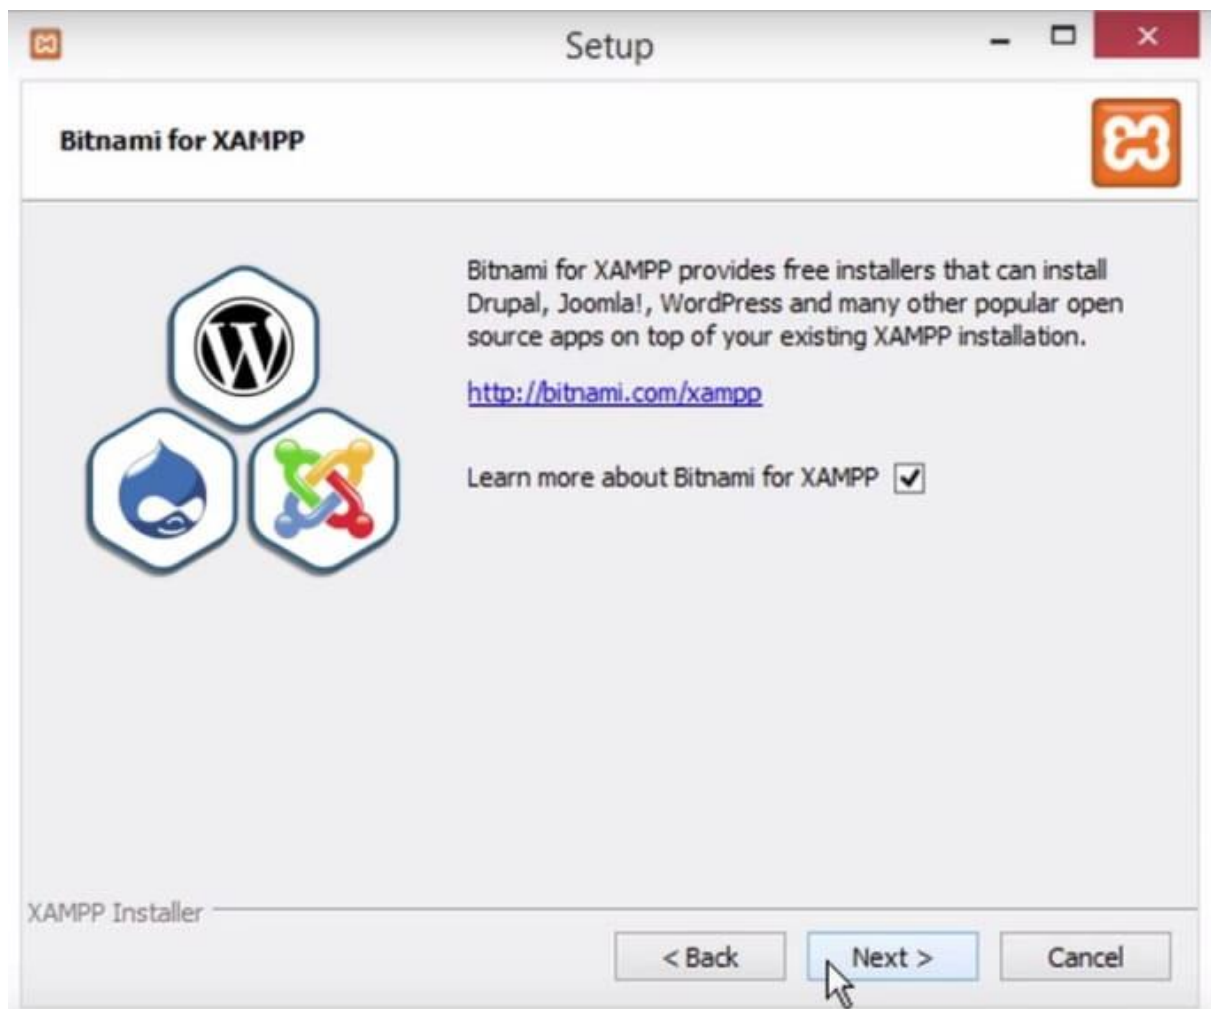 Setup
Bitnami for XAMPP
Bitnami for XAMPP provides free installers that can install
Drupal, Joomla!, WordPress and many other popular open
source apps on top of your existing XAMPP installation.
http://bitnami.com/xampp
Learn more about Bitnami for XAMPP
XAMPP Installer
< Back
Next >
Cancel